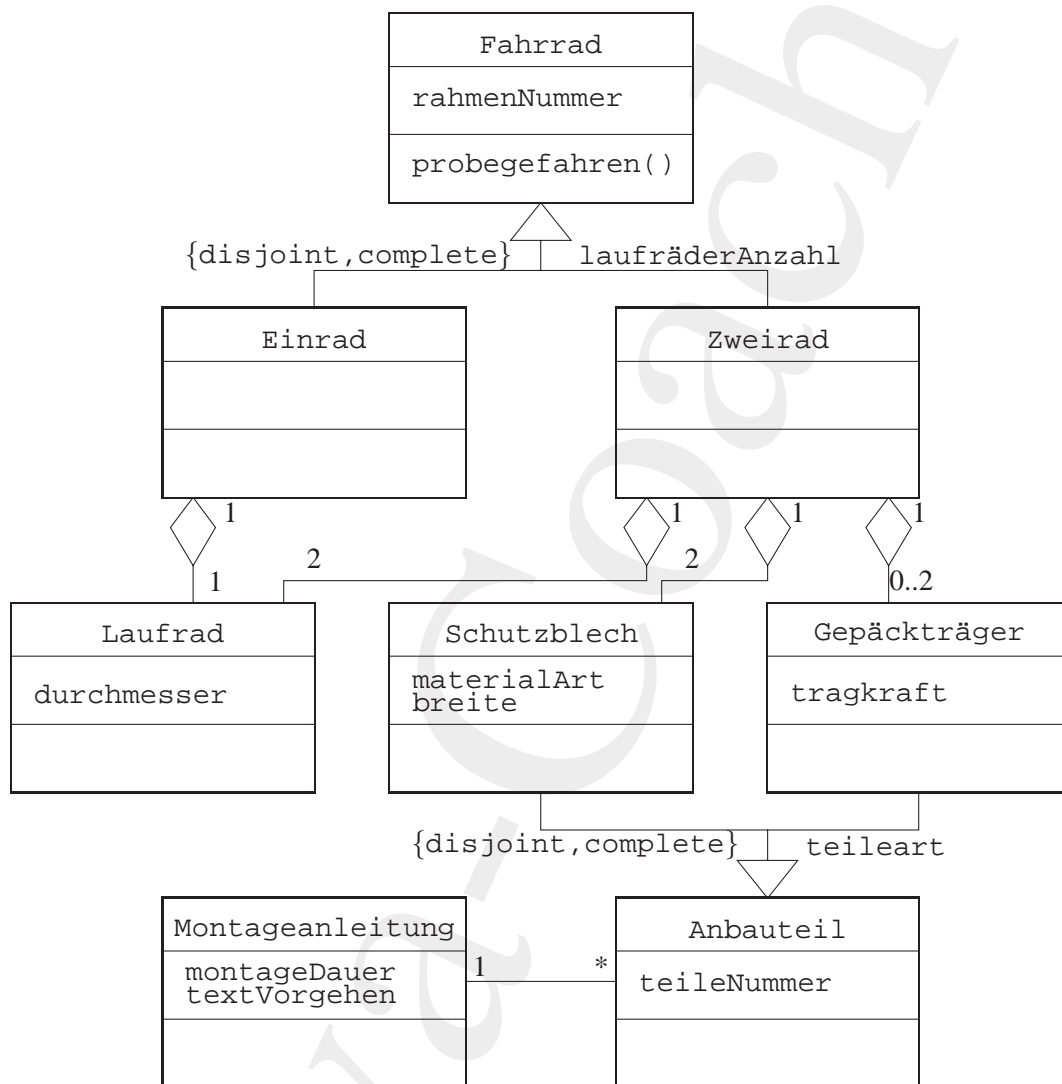 Fahrrad
rahmenNummer
probegefahren()
{disjoint,complete} laufräderAnzahl
Einrad Zweirad
1 1 1 1
2 2
1 0..2
Laufrad Schutzblech Gepäckträger
durchmesser materialArt tragkraft
breite
{disjoint,complete} teileart
Montageanleitung Anbauteil
montageDauer 1 * teileNummer
textVorgehen
a-Coach